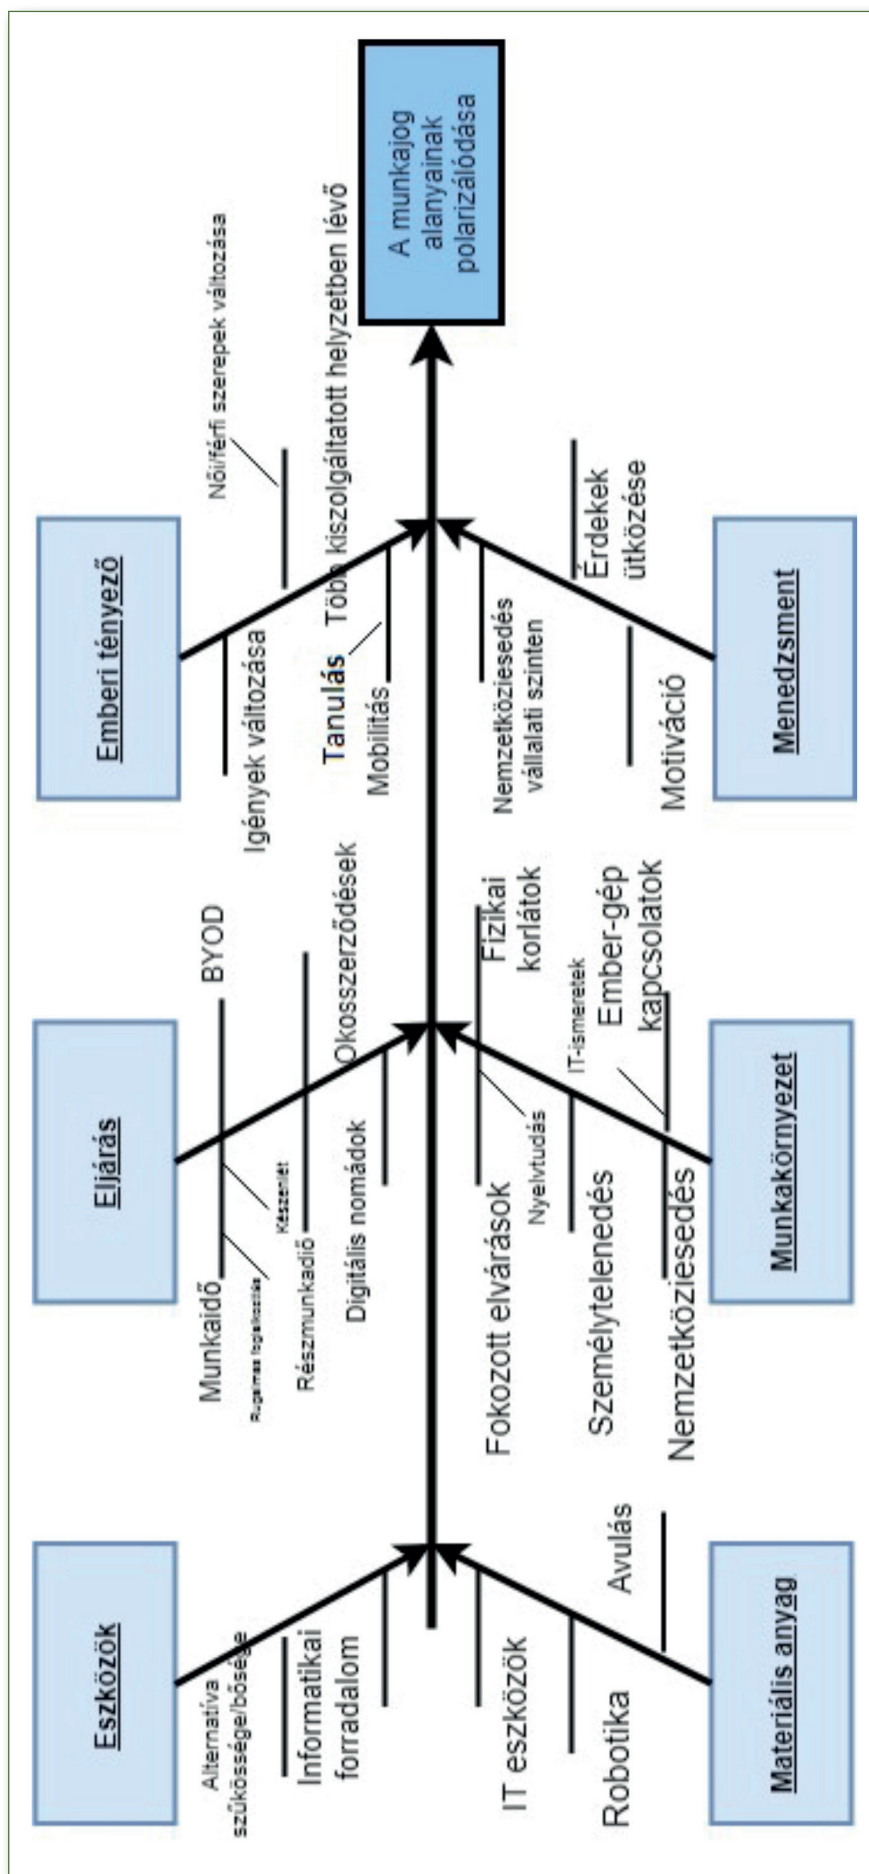 Eszközök
Eljárás
Emberi tényező
Alternatíva
szűkössége/bősége
Informatikai
forradalom
Munkaidő
BYOD
Rugalmas foglalkoztatás
Készenlét
Részmunkadiő
Okosszerződések
Digitális nomádok
Igények változása
Női/férfi szerepek változása
Tanulás
Több kiszolgáltatott helyzetben lévő
Mobilitás
A munkajog
alanyainak
polarizálódása
IT eszközök
Robotika
Avulás
Fokozott elvárások
Fizikai
korlátok
Nyelvtudás
IT-ismeretek
Személytelenedés
Ember-gép
kapcsolatok
Nemzetköziesedés
Nemzetköziesedés
vállalati szinten
Érdekek
ütközése
Motiváció
Materiális anyag
Munkakörnyezet
Menedzsment